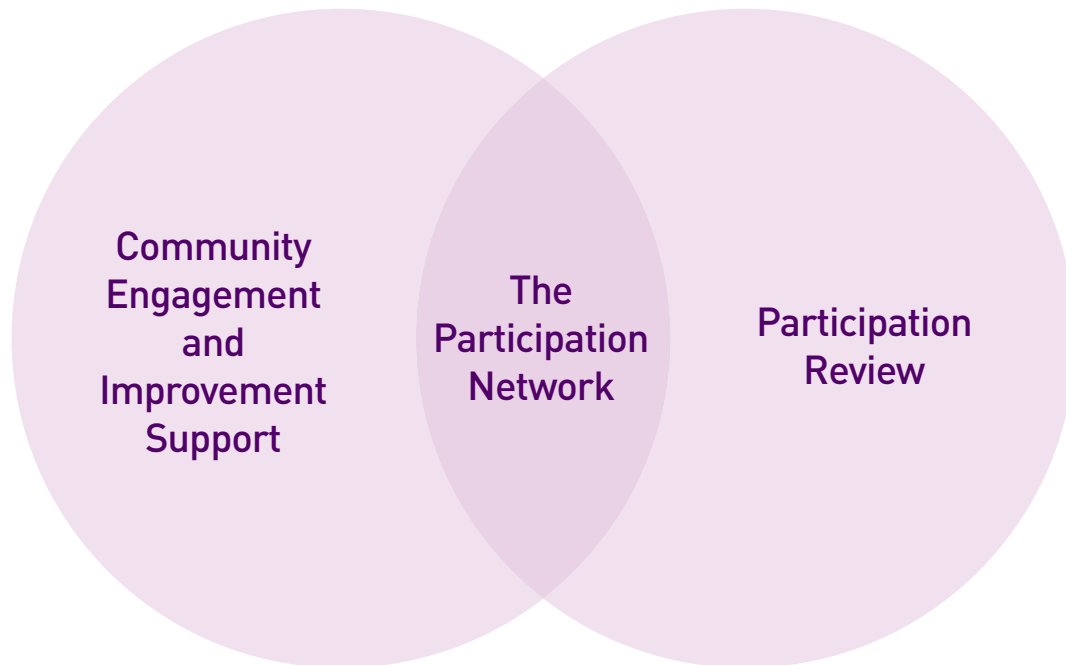 Community
Engagement
and
Improvement
Support
The
Participation
Network
Participation
Review